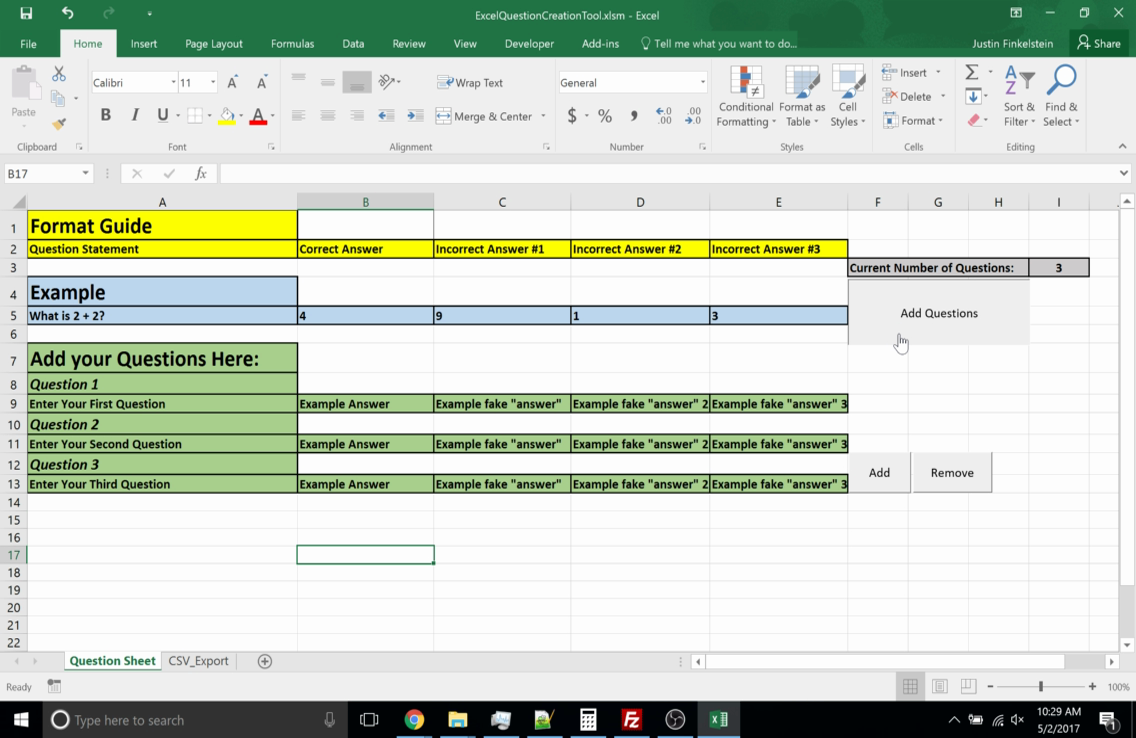 ExcelQuestionCreationTool.xlsm - Excel
File Home Insert Page Layout Formulas Data Review View Developer Add-ins Tell me what you want to do... Justin Finkelstein Share
Paste Calibri 11 A A Wrap Text General Conditional Formatting Format as Table Cell Styles Insert Delete Format Sort & Filter Find & Select
B I U A Merge & Center $ % , .0 .00 .00 .0
Clipboard Font Alignment Number Styles Cells Editing
B17 fx
A B C D E F G H I
1 Format Guide
2 Question Statement Correct Answer Incorrect Answer #1 Incorrect Answer #2 Incorrect Answer #3
3 Current Number of Questions: 3
4 Example
Add Questions
5 What is 2 + 2? 4 9 1 3
6
7 Add your Questions Here:
8 Question 1
9 Enter Your First Question Example Answer Example fake "answer" Example fake "answer" 2 Example fake "answer" 3
10 Question 2
11 Enter Your Second Question Example Answer Example fake "answer" Example fake "answer" 2 Example fake "answer" 3
12 Question 3
Add Remove
13 Enter Your Third Question Example Answer Example fake "answer" Example fake "answer" 2 Example fake "answer" 3
14
15
16
17
18
19
20
21
22
Question Sheet CSV_Export
Ready 100%
Type here to search 10:29 AM
5/2/2017 1